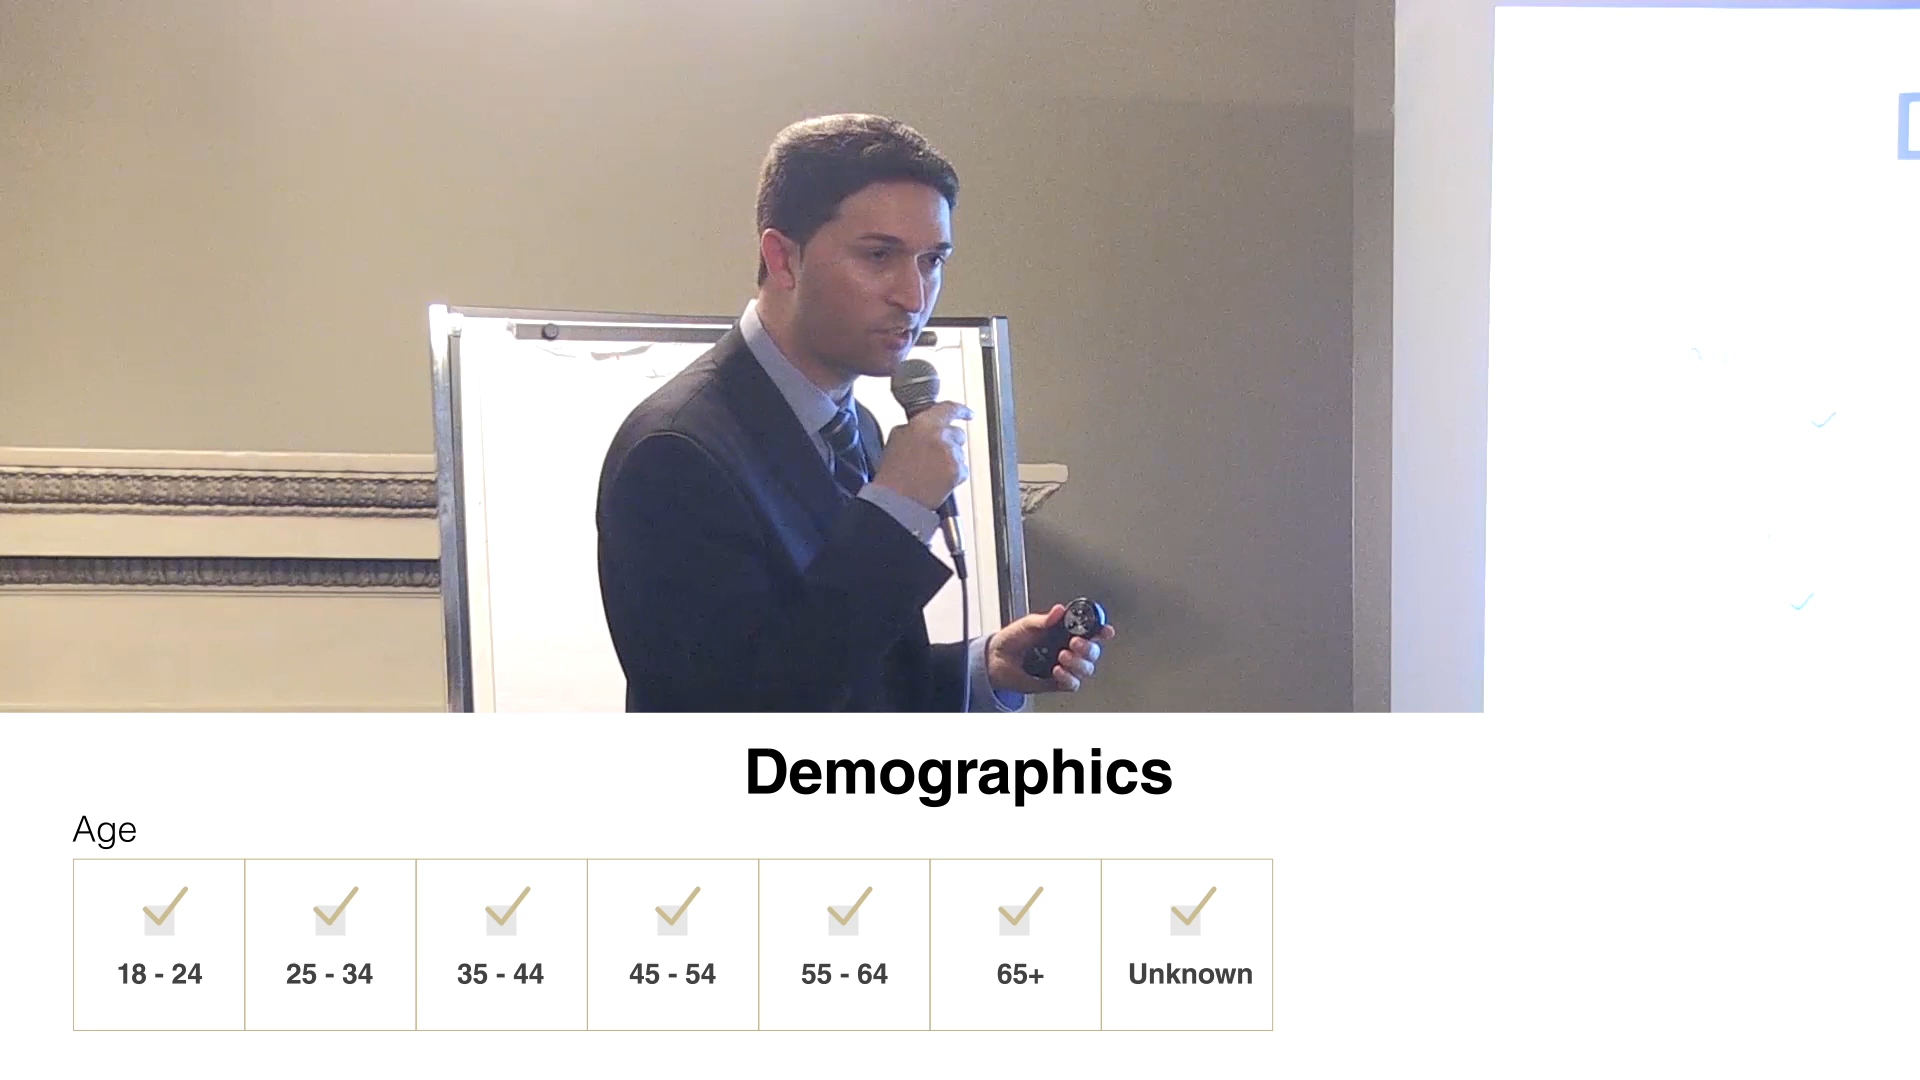 Demographics
Age
18 - 24
25 - 34
35 - 44
45 - 54
55 - 64
65+
Unknown